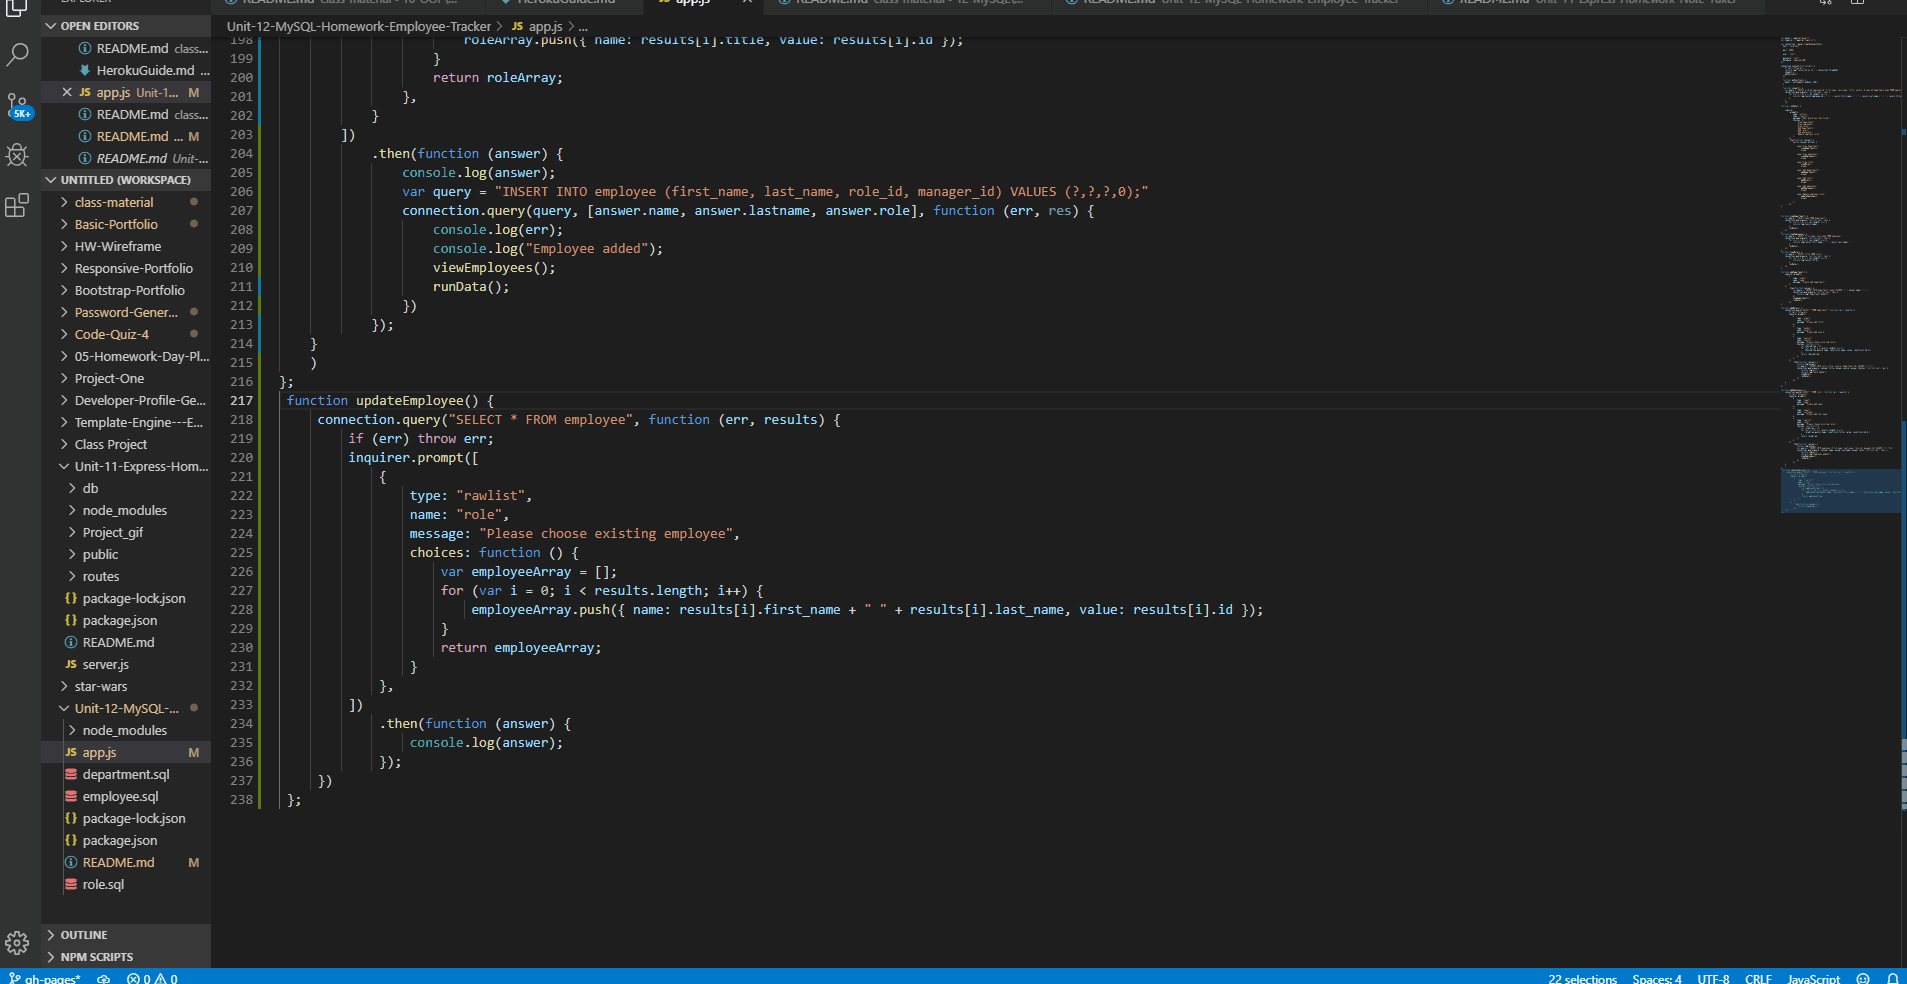 OPEN EDITORS
README.md class...
HerokuGuide.md ...
app.js Unit-1... M
README.md class...
README.md ... M
README.md Unit-...
UNTITLED (WORKSPACE)
class-material
Basic-Portfolio
HW-Wireframe
Responsive-Portfolio
Bootstrap-Portfolio
Password-Gener...
Code-Quiz-4
05-Homework-Day-Pl...
Project-One
Developer-Profile-Ge...
Template-Engine---E...
Class Project
Unit-11-Express-Hom...
db
node_modules
Project_gif
public
routes
{} package-lock.json
{} package.json
README.md
JS server.js
star-wars
Unit-12-MySQL-...
node_modules
JS app.js M
department.sql
employee.sql
{} package-lock.json
{} package.json
README.md M
role.sql
OUTLINE
NPM SCRIPTS
5K+
Unit-12-MySQL-Homework-Employee-Tracker > JS app.js > ...
198 roleArray.push({ name: results[i].title, value: results[i].id });
199 }
200 return roleArray;
201 },
202 }
203 ])
204 .then(function (answer) {
205 console.log(answer);
206 var query = "INSERT INTO employee (first_name, last_name, role_id, manager_id) VALUES (?,?,?,0);"
207 connection.query(query, [answer.name, answer.lastname, answer.role], function (err, res) {
208 console.log(err);
209 console.log("Employee added");
210 viewEmployees();
211 runData();
212 })
213 });
214 }
215 )
216 };
217 function updateEmployee() {
218 connection.query("SELECT * FROM employee", function (err, results) {
219 if (err) throw err;
220 inquirer.prompt([
221 {
222 type: "rawlist",
223 name: "role",
224 message: "Please choose existing employee",
225 choices: function () {
226 var employeeArray = [];
227 for (var i = 0; i < results.length; i++) {
228 employeeArray.push({ name: results[i].first_name + " " + results[i].last_name, value: results[i].id });
229 }
230 return employeeArray;
231 }
232 },
233 ])
234 .then(function (answer) {
235 console.log(answer);
236 });
237 })
238 };
gh-pages* 0 0 22 selections Spaces: 4 UTF-8 CRLF JavaScript